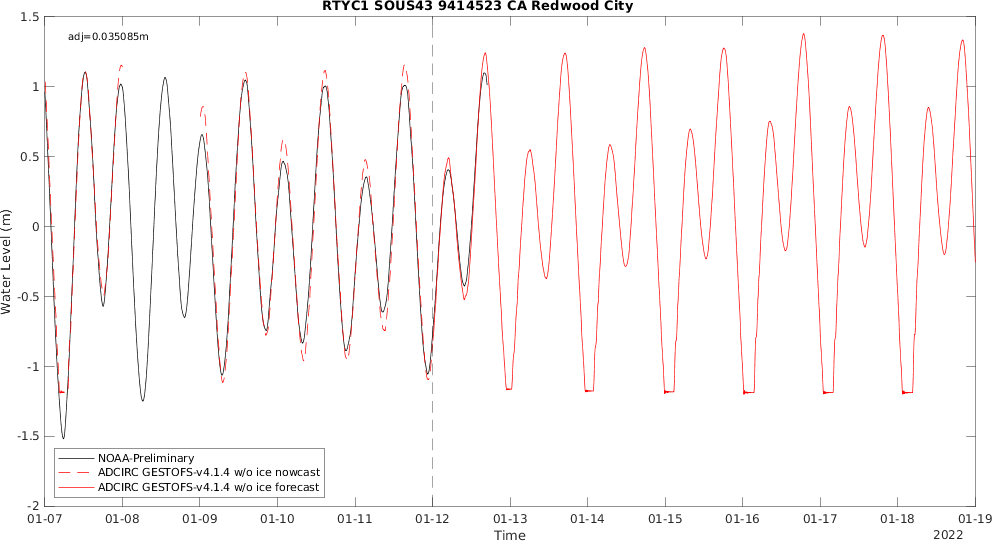 RTYC1 SOUS43 9414523 CA Redwood City
adj=0.035085m
1.5
1
0.5
0
-0.5
-1
-1.5
-2
Water Level (m)
NOAA-Preliminary
ADCIRC GESTOFS-v4.1.4 w/o ice nowcast
ADCIRC GESTOFS-v4.1.4 w/o ice forecast
01-07 01-08 01-09 01-10 01-11 01-12 01-13 01-14 01-15 01-16 01-17 01-18 01-19
Time
2022